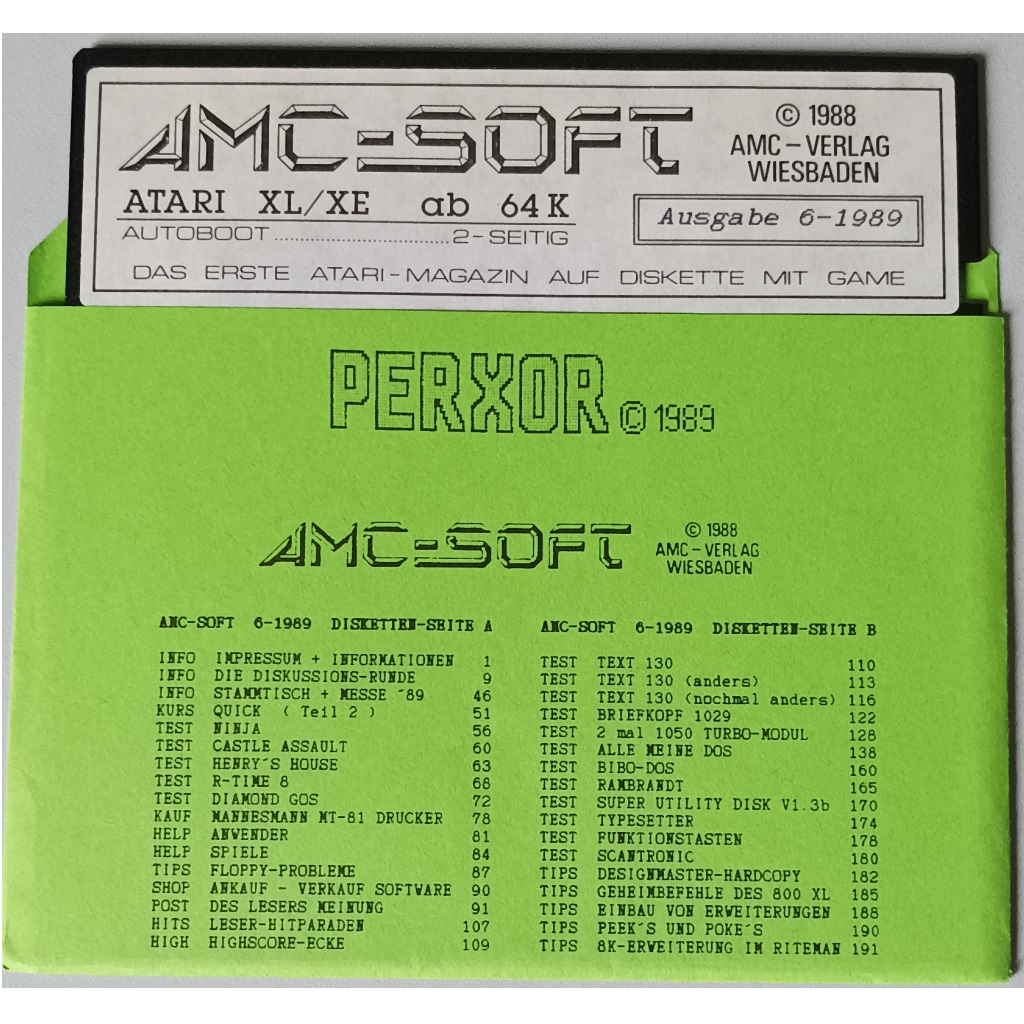 AMC-SOFT
© 1988
AMC-VERLAG
WIESBADEN
ATARI XL/XE ab 64K
Ausgabe 6-1989
AUTOBOOT..............................2-SEITIG
DAS ERSTE ATARI-MAGAZIN AUF DISKETTE MIT GAME
PERXOR © 1989
AMC-SOFT
© 1988
AMC-VERLAG
WIESBADEN
AMC-SOFT 6-1989 DISKETTEN-SEITE A
INFO IMPRESSUM + INFORMATIONEN 1
INFO DIE DISKUSSIONS-RUNDE 9
INFO STAMMTISCH + MESSE ´89 46
KURS QUICK ( Teil 2 ) 51
TEST NINJA 56
TEST CASTLE ASSAULT 60
TEST HENRY´S HOUSE 63
TEST R-TIME 8 68
TEST DIAMOND GOS 72
KAUF MANNESMANN MT-81 DRUCKER 78
HELP ANWENDER 81
HELP SPIELE 84
TIPS FLOPPY-PROBLEME 87
SHOP ANKAUF - VERKAUF SOFTWARE 90
POST DES LESERS MEINUNG 91
HITS LESER-HITPARADEN 107
HIGH HIGHSCORE-ECKE 109
AMC-SOFT 6-1989 DISKETTEN-SEITE B
TEST TEXT 130 110
TEST TEXT 130 (anders) 113
TEST TEXT 130 (nochmal anders) 116
TEST BRIEFKOPF 1029 122
TEST 2 mal 1050 TURBO-MODUL 128
TEST ALLE MEINE DOS 138
TEST BIBO-DOS 160
TEST RAMBRANDT 165
TEST SUPER UTILITY DISK V1.3b 170
TEST TYPESETTER 174
TEST FUNKTIONSTASTEN 178
TEST SCANTRONIC 180
TIPS DESIGNMASTER-HARDCOPY 182
TIPS GEHEIMBEFEHLE DES 800 XL 185
TIPS EINBAU VON ERWEITERUNGEN 188
TIPS PEEK´S UND POKE´S 190
TIPS 8K-ERWEITERUNG IM RITEMAN 191